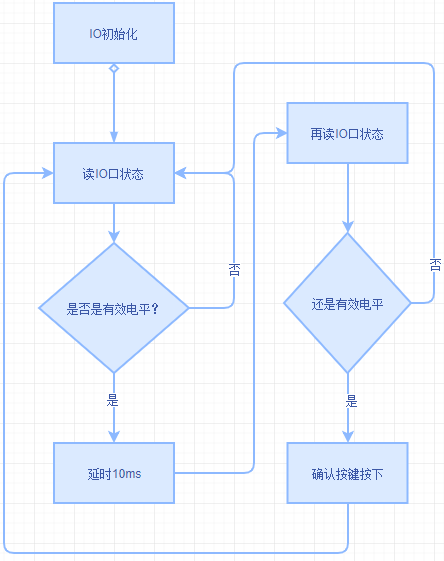 IO初始化
读IO口状态
是否是有效电平？
否
是
延时10ms
再读IO口状态
还是有效电平
否
是
确认按键按下